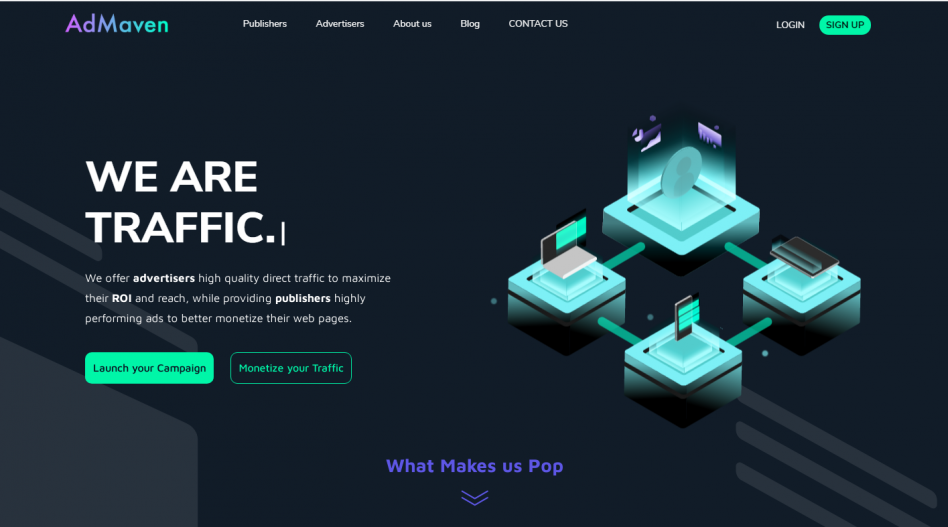 AdMaven
Publishers
Advertisers
About us
Blog
CONTACT US
LOGIN
SIGN UP
WE ARE
TRAFFIC.
We offer advertisers high quality direct traffic to maximize
their ROI and reach, while providing publishers highly
performing ads to better monetize their web pages.
Launch your Campaign
Monetize your Traffic
What Makes us Pop